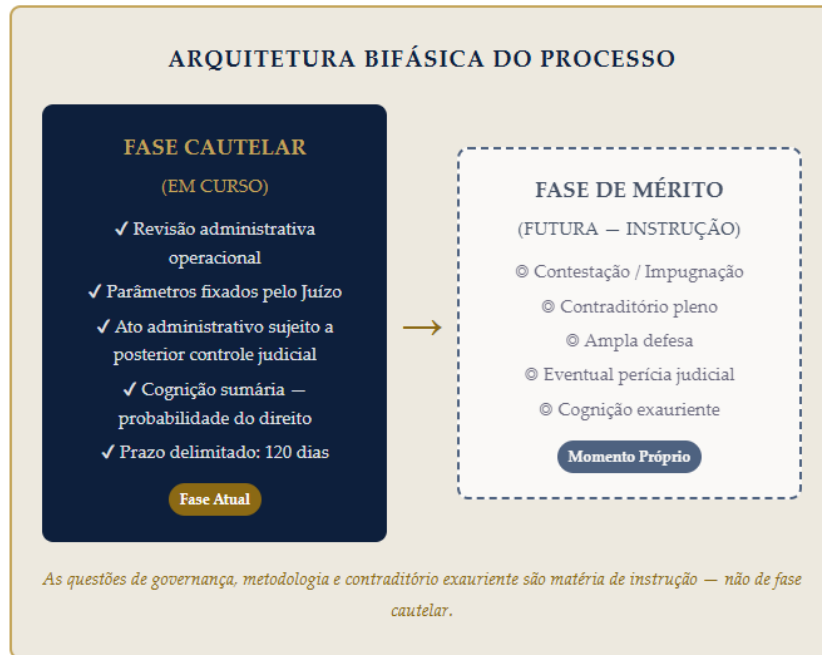 ARQUITETURA BIFÁSICA DO PROCESSO
FASE CAUTELAR
(EM CURSO)
✓ Revisão administrativa
operacional
✓ Parâmetros fixados pelo Juízo
✓ Ato administrativo sujeito a
posterior controle judicial
✓ Cognição sumária —
probabilidade do direito
✓ Prazo delimitado: 120 dias
Fase Atual
→
FASE DE MÉRITO
(FUTURA — INSTRUÇÃO)
◎ Contestação / Impugnação
◎ Contraditório pleno
◎ Ampla defesa
◎ Eventual perícia judicial
◎ Cognição exauriente
Momento Próprio
As questões de governança, metodologia e contraditório exauriente são matéria de instrução — não de fase
cautelar.